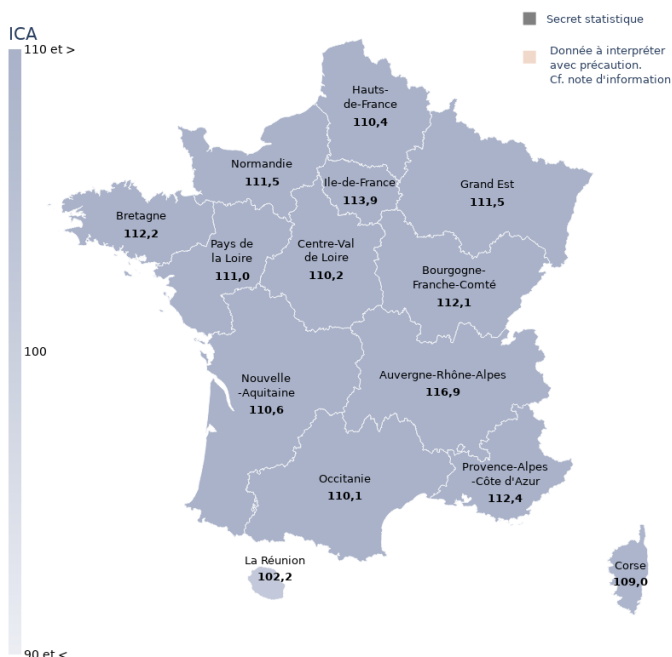 Secret statistique
ICA
110 et >
Donnée à interpréter
avec précaution.
Cf. note d'information
Hauts-
de-France
110,4
Normandie
111,5
Ile-de-France
113,9
Grand Est
111,5
Bretagne
112,2
Pays de
la Loire
111,0
Centre-Val
de Loire
110,2
Bourgogne-
Franche-Comté
112,1
100
Nouvelle
-Aquitaine
110,6
Auvergne-Rhône-Alpes
116,9
Occitanie
110,1
Provence-Alpes
-Côte d'Azur
112,4
La Réunion
102,2
Corse
109,0
90 et <